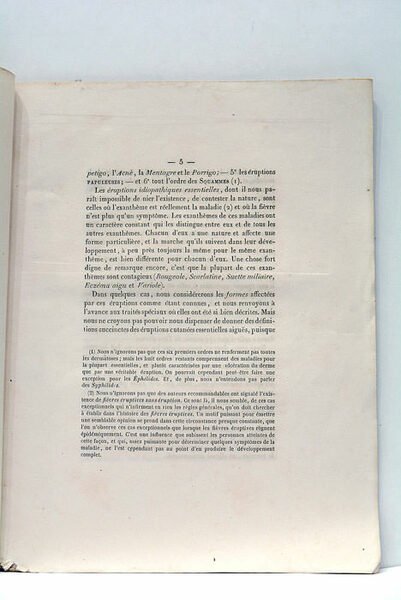 — 5 —
petigo, l'Acné, la Mentagre et le Porrigo; — 5° les éruptions
PAPULEUSES; — et 6° tout l'ordre des SQUAMMES (1).
Les éruptions idiopathiques essentielles, dont il nous pa-
raît impossible de nier l'existence, de contester la nature, sont
celles où l'exanthème est réellement la maladie (2) et où la fièvre
n'est plus qu'un symptôme. Les exanthèmes de ces maladies ont
un caractère constant qui les distingue entre eux et de tous les
autres exanthèmes. Chacun d'eux a une nature et affecte une
forme particulière, et la marche qu'ils suivent dans leur déve-
loppement, à peu près toujours la même pour le même exan-
thème, est bien différente pour chacun d'eux. Une chose fort
digne de remarque encore, c'est que la plupart de ces exan-
thèmes sont contagieux (Rougeole, Scarlatine, Suette miliaire,
Eczéma aigu et Variole).
Dans quelques cas, nous considérerons les formes affectées
par ces éruptions comme étant connues, et nous renvoyons à
l'avance aux traités spéciaux où elles ont été si bien décrites. Mais
nous ne croyons pas pouvoir nous dispenser de donner des défini-
tions succinctes des éruptions cutanées essentielles aiguës, puisque
(1) Nous n'ignorons pas que ces six premiers ordres ne renferment pas toutes
les dermatoses; mais les huit ordres restants comprennent des maladies pour
la plupart essentielles, et plutôt caractérisées par une coloration du derme
que par une véritable éruption. On pourrait cependant peut-être faire une
exception pour les Éphélides. Et, de plus, nous n'entendons pas parler
des Syphilides.
(2) Nous n'ignorons pas que des auteurs recommandables ont signalé l'exis-
tence de fièvres éruptives sans éruption. Ce sont là, il nous semble, de ces cas
exceptionnels qui n'infirment en rien les règles générales, qu'on doit chercher
à établir dans l'histoire des fièvres éruptives. Un motif puissant pour émettre
une semblable opinion se prend dans cette circonstance presque constante, que
l'on n'observe ces cas exceptionnels que lorsque les fièvres éruptives règnent
épidémiquement. C'est une influence que subissent les personnes atteintes de
cette façon, et qui, assez puissante pour déterminer quelques symptômes de la
maladie, ne l'est cependant pas au point d'en produire le développement
complet.